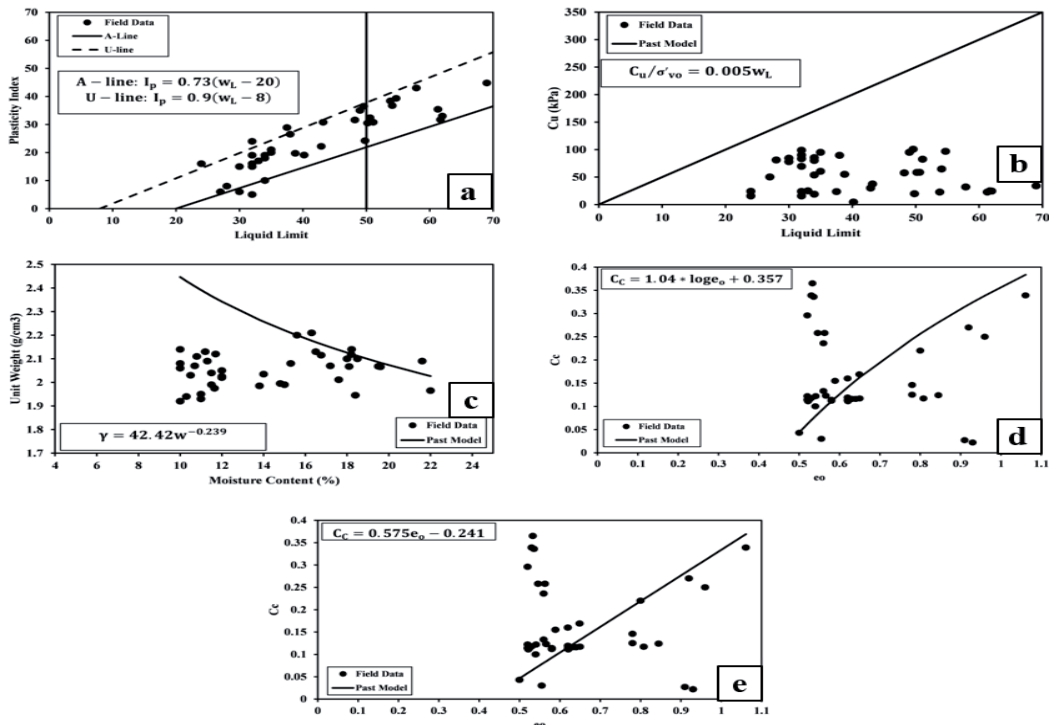 70
60
50
40
30
20
10
0
Plasticity Index
Field Data
A-Line
U-line
A − line: Iₚ = 0.73(w_L − 20)
U − line: Iₚ = 0.9(w_L − 8)
a
0 10 20 30 40 50 60 70
Liquid Limit
350
300
250
200
150
100
50
0
Cu (kPa)
Field Data
Past Model
C_u/σ′_vo = 0.005w_L
b
0 10 20 30 40 50 60 70
Liquid Limit
2.5
2.4
2.3
2.2
2.1
2
1.9
1.8
1.7
Unit Weight (g/cm3)
c
Field Data
Past Model
γ = 42.42w^−0.239
4 6 8 10 12 14 16 18 20 22 24
Moisture Content (%)
0.4
0.35
0.3
0.25
0.2
0.15
0.1
0.05
0
Cc
C_C = 1.04 * loge_o + 0.357
Field Data
Past Model
d
0 0.1 0.2 0.3 0.4 0.5 0.6 0.7 0.8 0.9 1 1.1
eo
0.4
0.35
0.3
0.25
0.2
0.15
0.1
0.05
0
Cc
C_C = 0.575e_o − 0.241
Field Data
Past Model
e
0 0.1 0.2 0.3 0.4 0.5 0.6 0.7 0.8 0.9 1 1.1